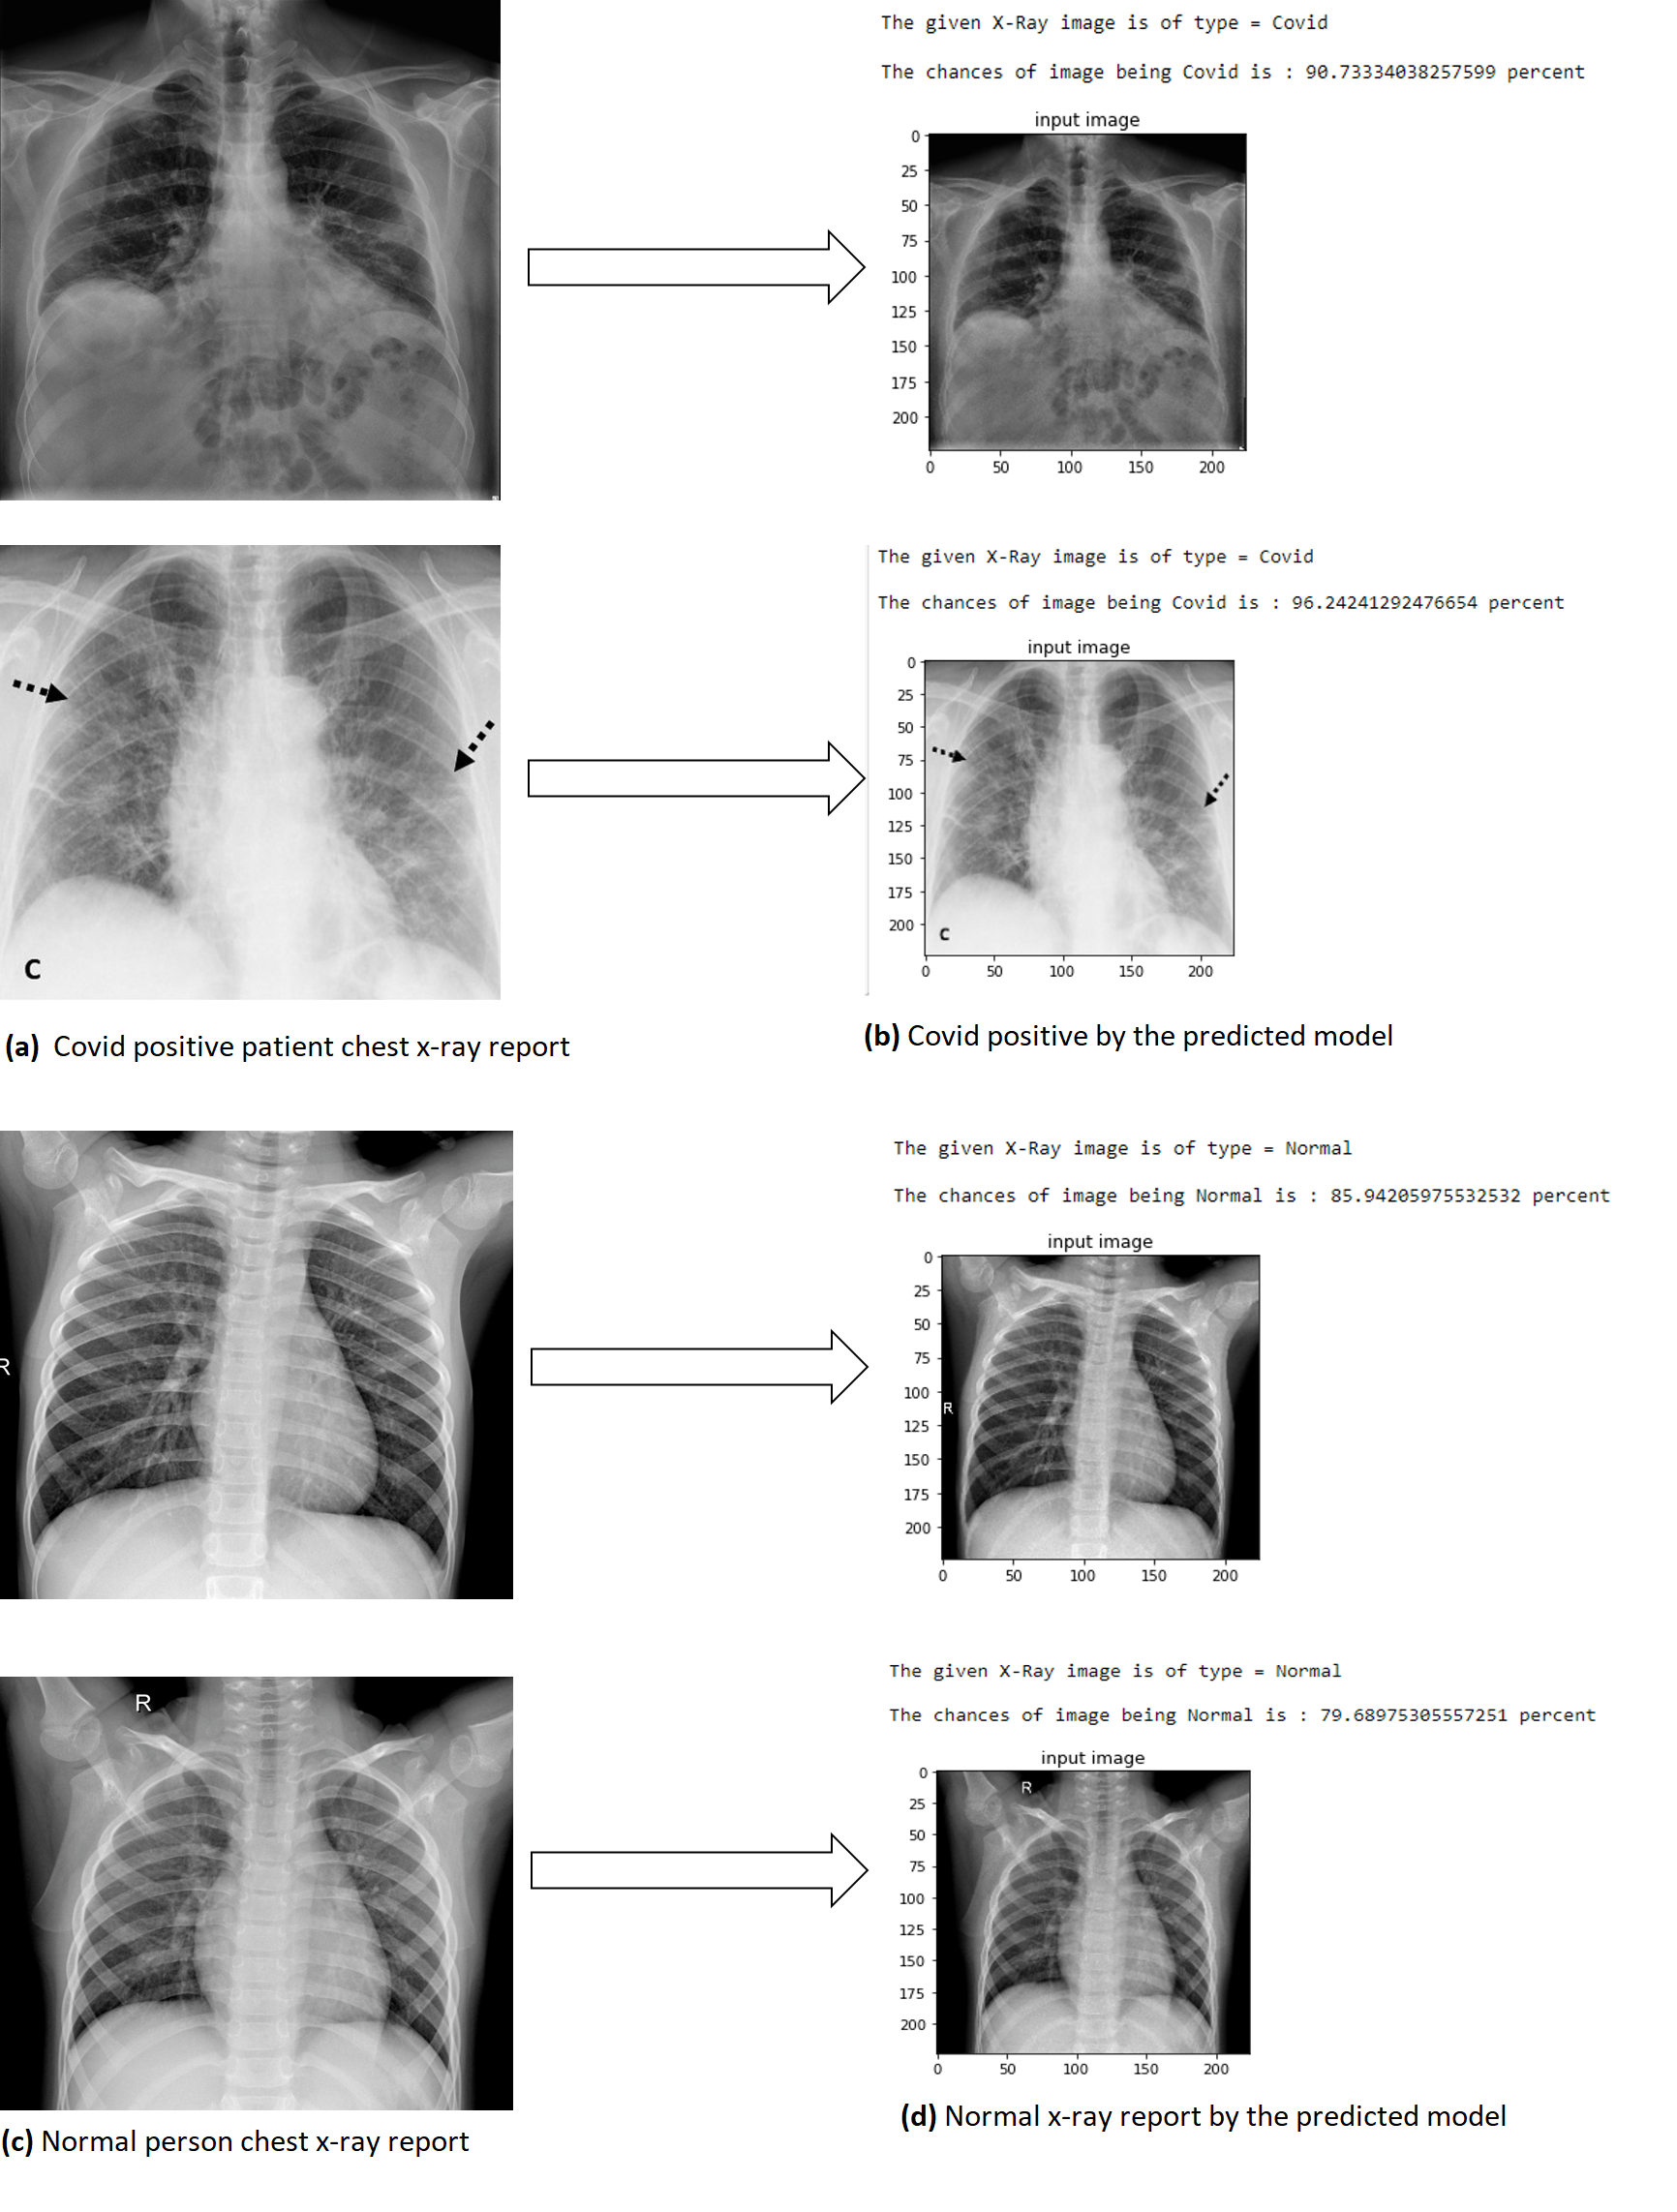 The given X-Ray image is of type = Covid
The chances of image being Covid is : 90.73334038257599 percent
input image
0
25
50
75
100
125
150
175
200
0 50 100 150 200
The given X-Ray image is of type = Covid
The chances of image being Covid is : 96.24241292476654 percent
input image
0
25
50
75
100
125
150
175
200
0 50 100 150 200
C
C
(a) Covid positive patient chest x-ray report
(b) Covid positive by the predicted model
The given X-Ray image is of type = Normal
The chances of image being Normal is : 85.94205975532532 percent
input image
0
25
50
75
100
125
150
175
200
0 50 100 150 200
R
R
The given X-Ray image is of type = Normal
The chances of image being Normal is : 79.68975305557251 percent
input image
0
25
50
75
100
125
150
175
200
0 50 100 150 200
R
R
(c) Normal person chest x-ray report
(d) Normal x-ray report by the predicted model